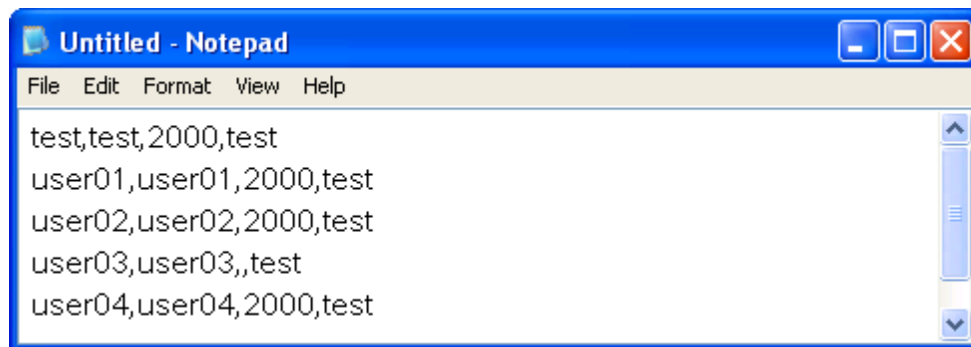 Untitled - Notepad
File Edit Format View Help
test,test,2000,test
user01,user01,2000,test
user02,user02,2000,test
user03,user03,,test
user04,user04,2000,test